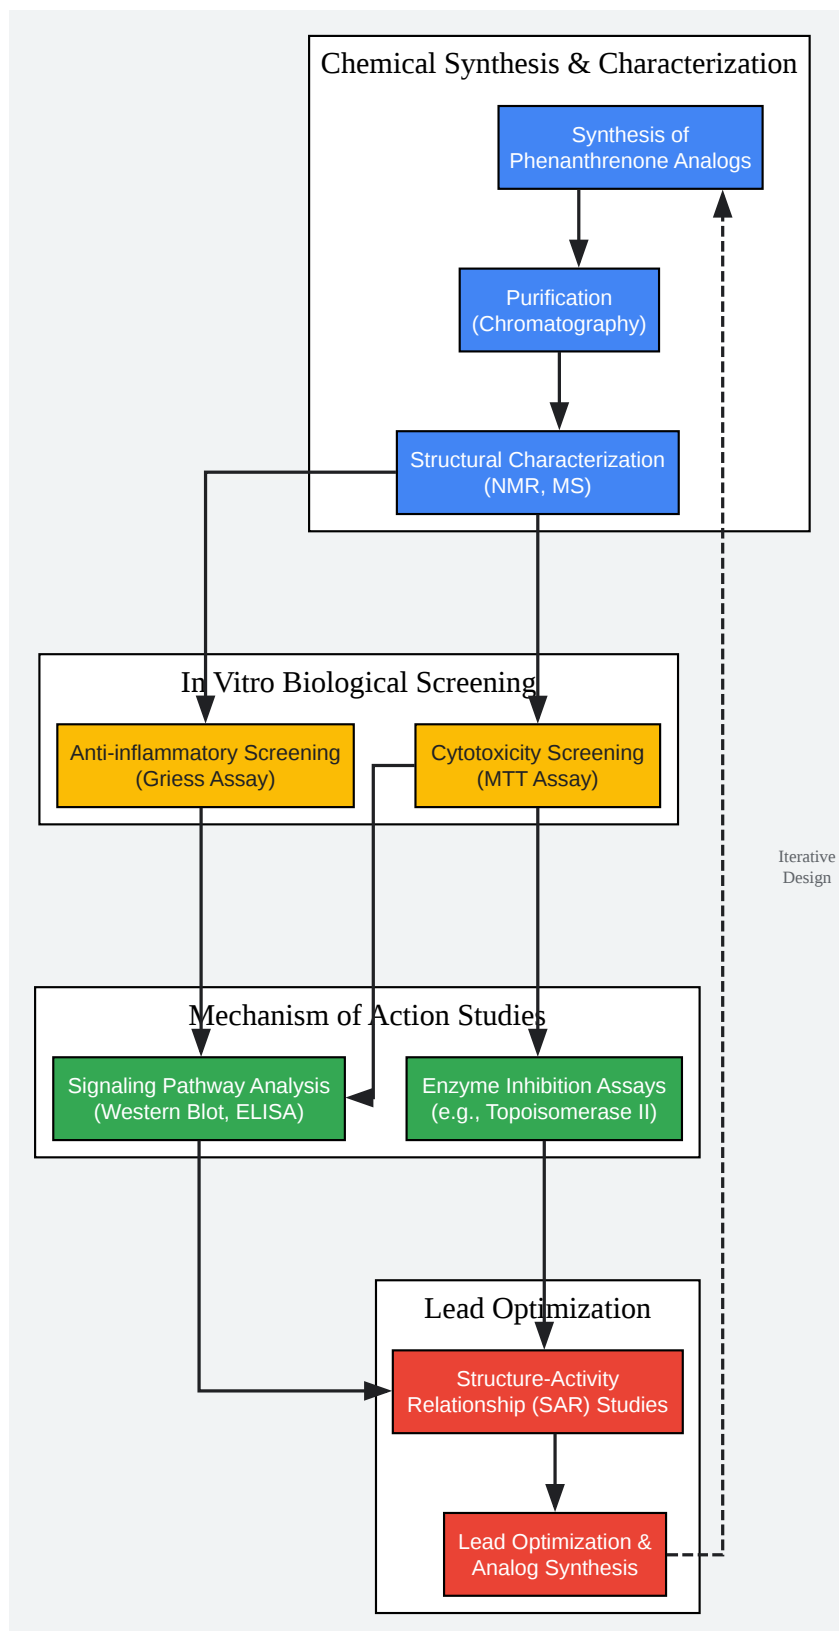 Chemical Synthesis & Characterization
Synthesis of
Phenanthrenone Analogs
Purification
(Chromatography)
Structural Characterization
(NMR, MS)
In Vitro Biological Screening
Anti-inflammatory Screening
(Griess Assay)
Cytotoxicity Screening
(MTT Assay)
Iterative
Design
Mechanism of Action Studies
Signaling Pathway Analysis
(Western Blot, ELISA)
Enzyme Inhibition Assays
(e.g., Topoisomerase II)
Lead Optimization
Structure-Activity
Relationship (SAR) Studies
Lead Optimization &
Analog Synthesis